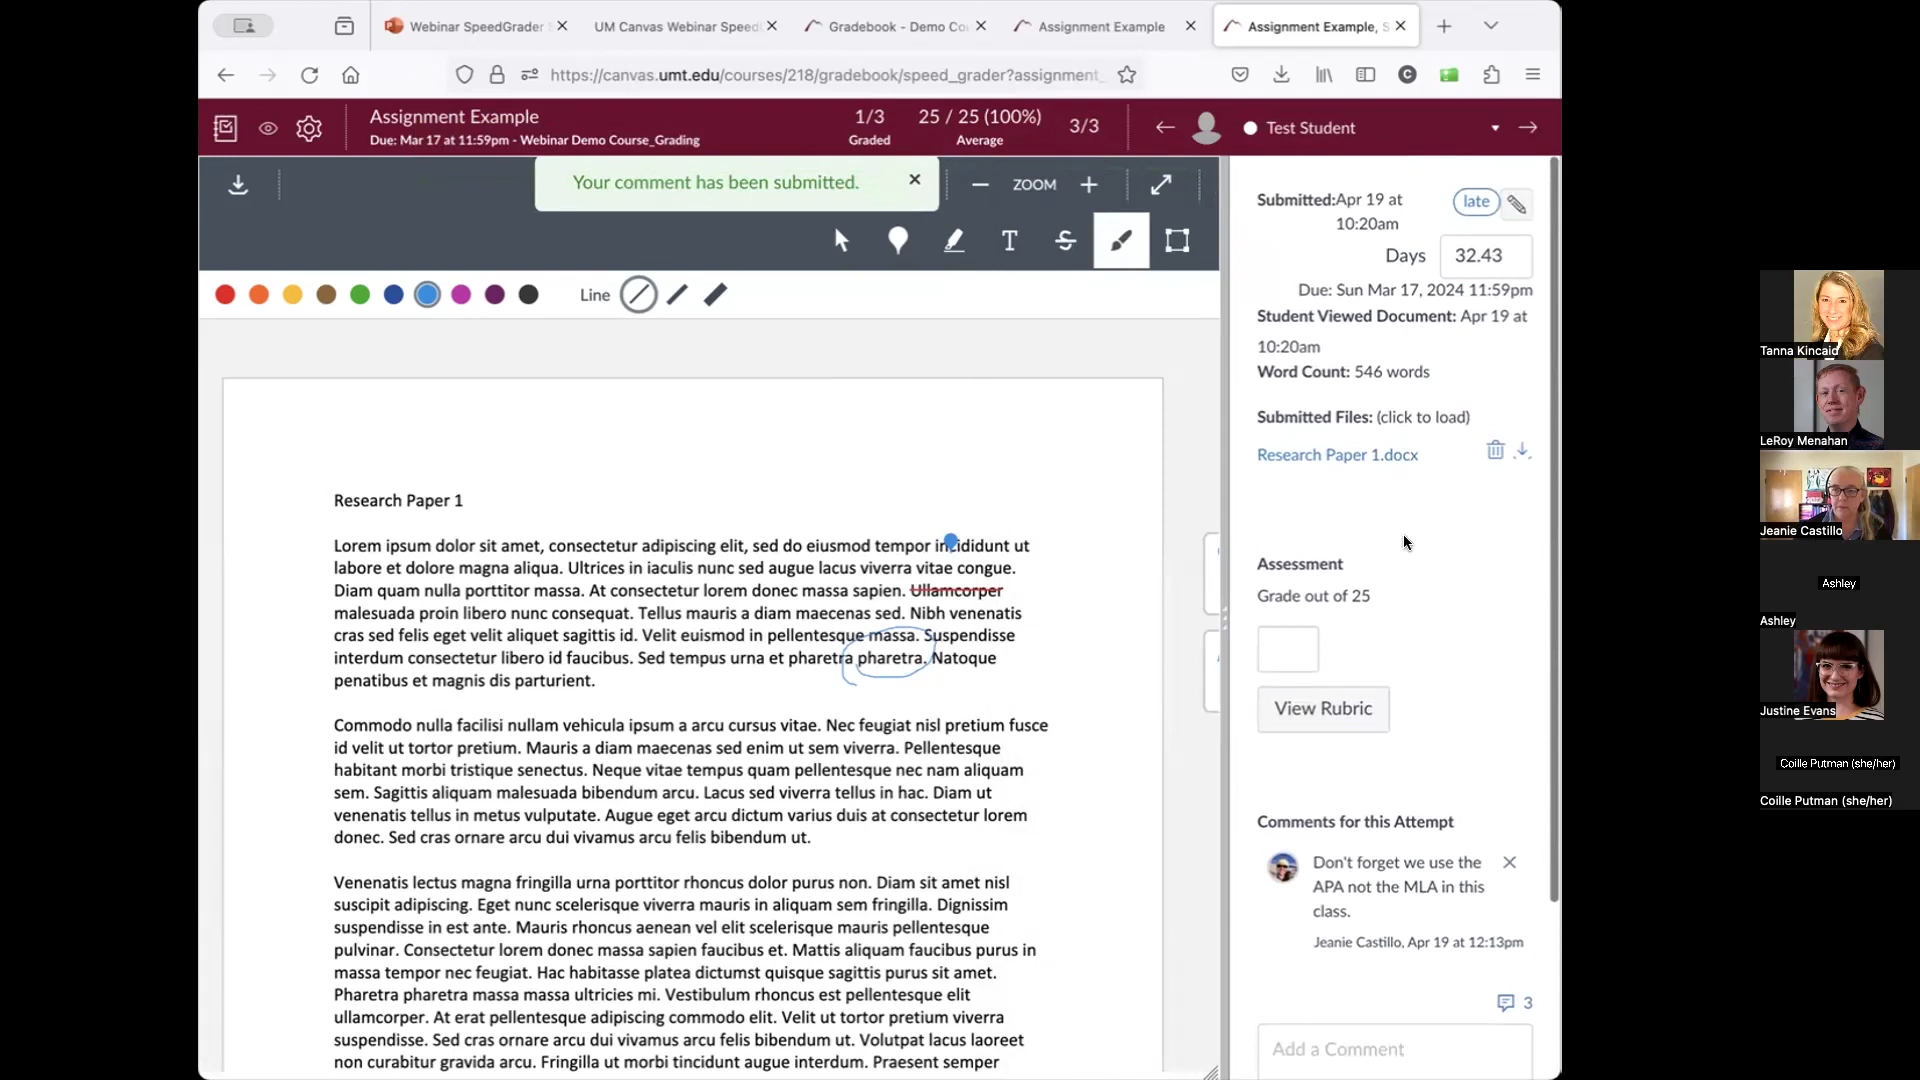 Webinar SpeedGrader
UM Canvas Webinar Speed
Gradebook - Demo Co
Assignment Example
Assignment Example, S
https://canvas.umt.edu/courses/218/gradebook/speed_grader?assignment_
Assignment Example
Due: Mar 17 at 11:59pm - Webinar Demo Course_Grading
1/3
Graded
25 / 25 (100%)
Average
3/3
Test Student
Your comment has been submitted.
ZOOM
Line
Research Paper 1
Lorem ipsum dolor sit amet, consectetur adipiscing elit, sed do eiusmod tempor incididunt ut
labore et dolore magna aliqua. Ultrices in iaculis nunc sed augue lacus viverra vitae congue.
Diam quam nulla porttitor massa. At consectetur lorem donec massa sapien. Ullamcorper
malesuada proin libero nunc consequat. Tellus mauris a diam maecenas sed. Nibh venenatis
cras sed felis eget velit aliquet sagittis id. Velit euismod in pellentesque massa. Suspendisse
interdum consectetur libero id faucibus. Sed tempus urna et pharetra pharetra. Natoque
penatibus et magnis dis parturient.
Commodo nulla facilisi nullam vehicula ipsum a arcu cursus vitae. Nec feugiat nisl pretium fusce
id velit ut tortor pretium. Mauris a diam maecenas sed enim ut sem viverra. Pellentesque
habitant morbi tristique senectus. Neque vitae tempus quam pellentesque nec nam aliquam
sem. Sagittis aliquam malesuada bibendum arcu. Lacus sed viverra tellus in hac. Diam ut
venenatis tellus in metus vulputate. Augue eget arcu dictum varius duis at consectetur lorem
donec. Sed cras ornare arcu dui vivamus arcu felis bibendum ut.
Venenatis lectus magna fringilla urna porttitor rhoncus dolor purus non. Diam sit amet nisl
suscipit adipiscing. Eget nunc scelerisque viverra mauris in aliquam sem fringilla. Dignissim
suspendisse in est ante. Mauris rhoncus aenean vel elit scelerisque mauris pellentesque
pulvinar. Consectetur lorem donec massa sapien faucibus et. Mattis aliquam faucibus purus in
massa tempor nec feugiat. Hac habitasse platea dictumst quisque sagittis purus sit amet.
Pharetra pharetra massa massa ultricies mi. Vestibulum rhoncus est pellentesque elit
ullamcorper. At erat pellentesque adipiscing commodo elit. Velit ut tortor pretium viverra
suspendisse. Sed cras ornare arcu dui vivamus arcu felis bibendum ut. Volutpat lacus laoreet
non curabitur gravida arcu. Fringilla ut morbi tincidunt augue interdum. Praesent semper
Submitted:Apr 19 at
10:20am
late
Days 32.43
Due: Sun Mar 17, 2024 11:59pm
Student Viewed Document: Apr 19 at
10:20am
Word Count: 546 words
Submitted Files: (click to load)
Research Paper 1.docx
Assessment
Grade out of 25
View Rubric
Comments for this Attempt
Don't forget we use the
APA not the MLA in this
class.
Jeanie Castillo, Apr 19 at 12:13pm
3
Add a Comment
Tanna Kincaid
LeRoy Menahan
Jeanie Castillo
Ashley
Ashley
Justine Evans
Coille Putman (she/her)
Coille Putman (she/her)